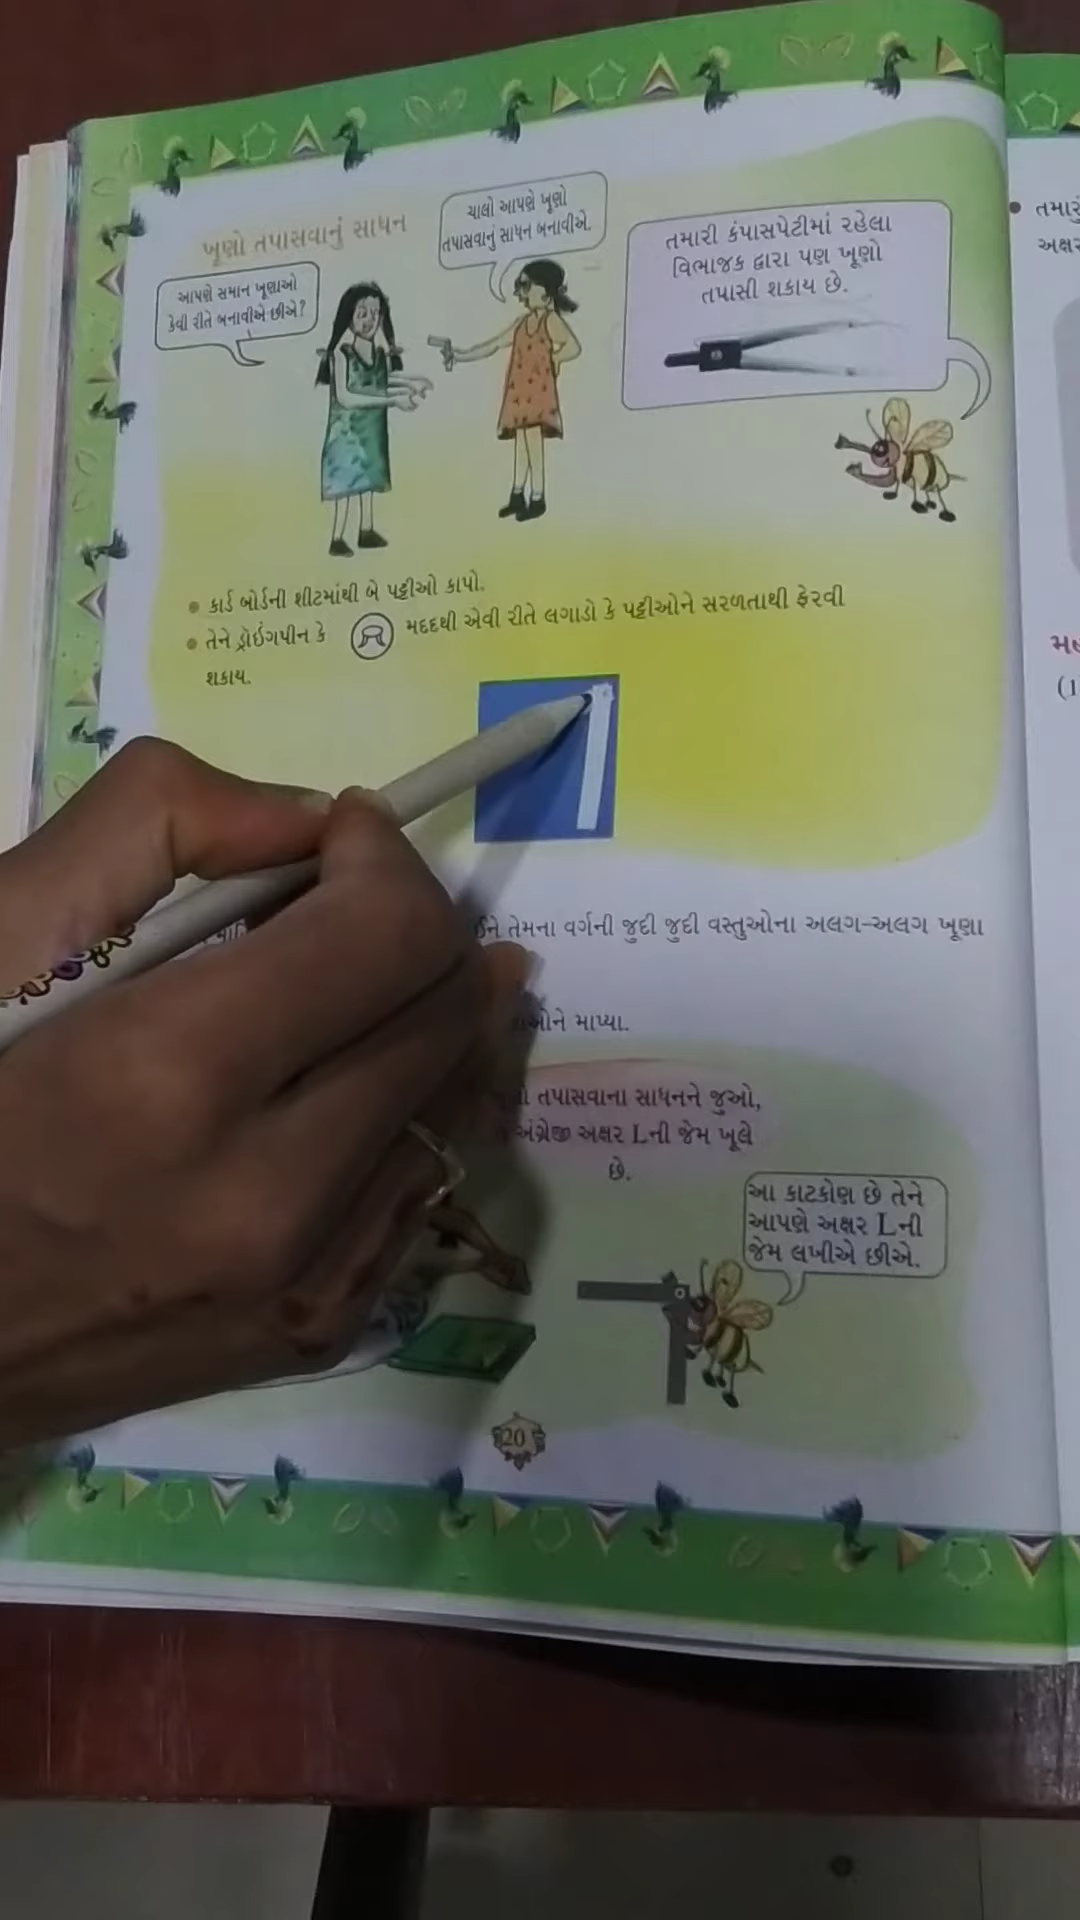 ખૂણો તપાસવાનું સાધન
ચાલો આપણે ખૂણો
તપાસવાનું સાધન બનાવીએ.
આપણે સમાન ખૂણાઓ
કેવી રીતે બનાવીએ છીએ?
તમારી કંપાસપેટીમાં રહેલા
વિભાજક દ્વારા પણ ખૂણો
તપાસી શકાય છે.
● કાર્ડ બોર્ડની શીટમાંથી બે પટ્ટીઓ કાપો.
● તેને ડ્રોઇંગપીન કે મદદથી એવી રીતે લગાડો કે પટ્ટીઓને સરળતાથી ફેરવી
શકાય.
તેમના વર્ગની જુદી જુદી વસ્તુઓના અલગ-અલગ ખૂણા
માપ્યા.
તપાસવાના સાધનને જુઓ,
અંગ્રેજી અક્ષર Lની જેમ ખૂલે
છે.
આ કાટકોણ છે તેને
આપણે અક્ષર Lની
જેમ લખીએ છીએ.
20
● તમારુ
(1